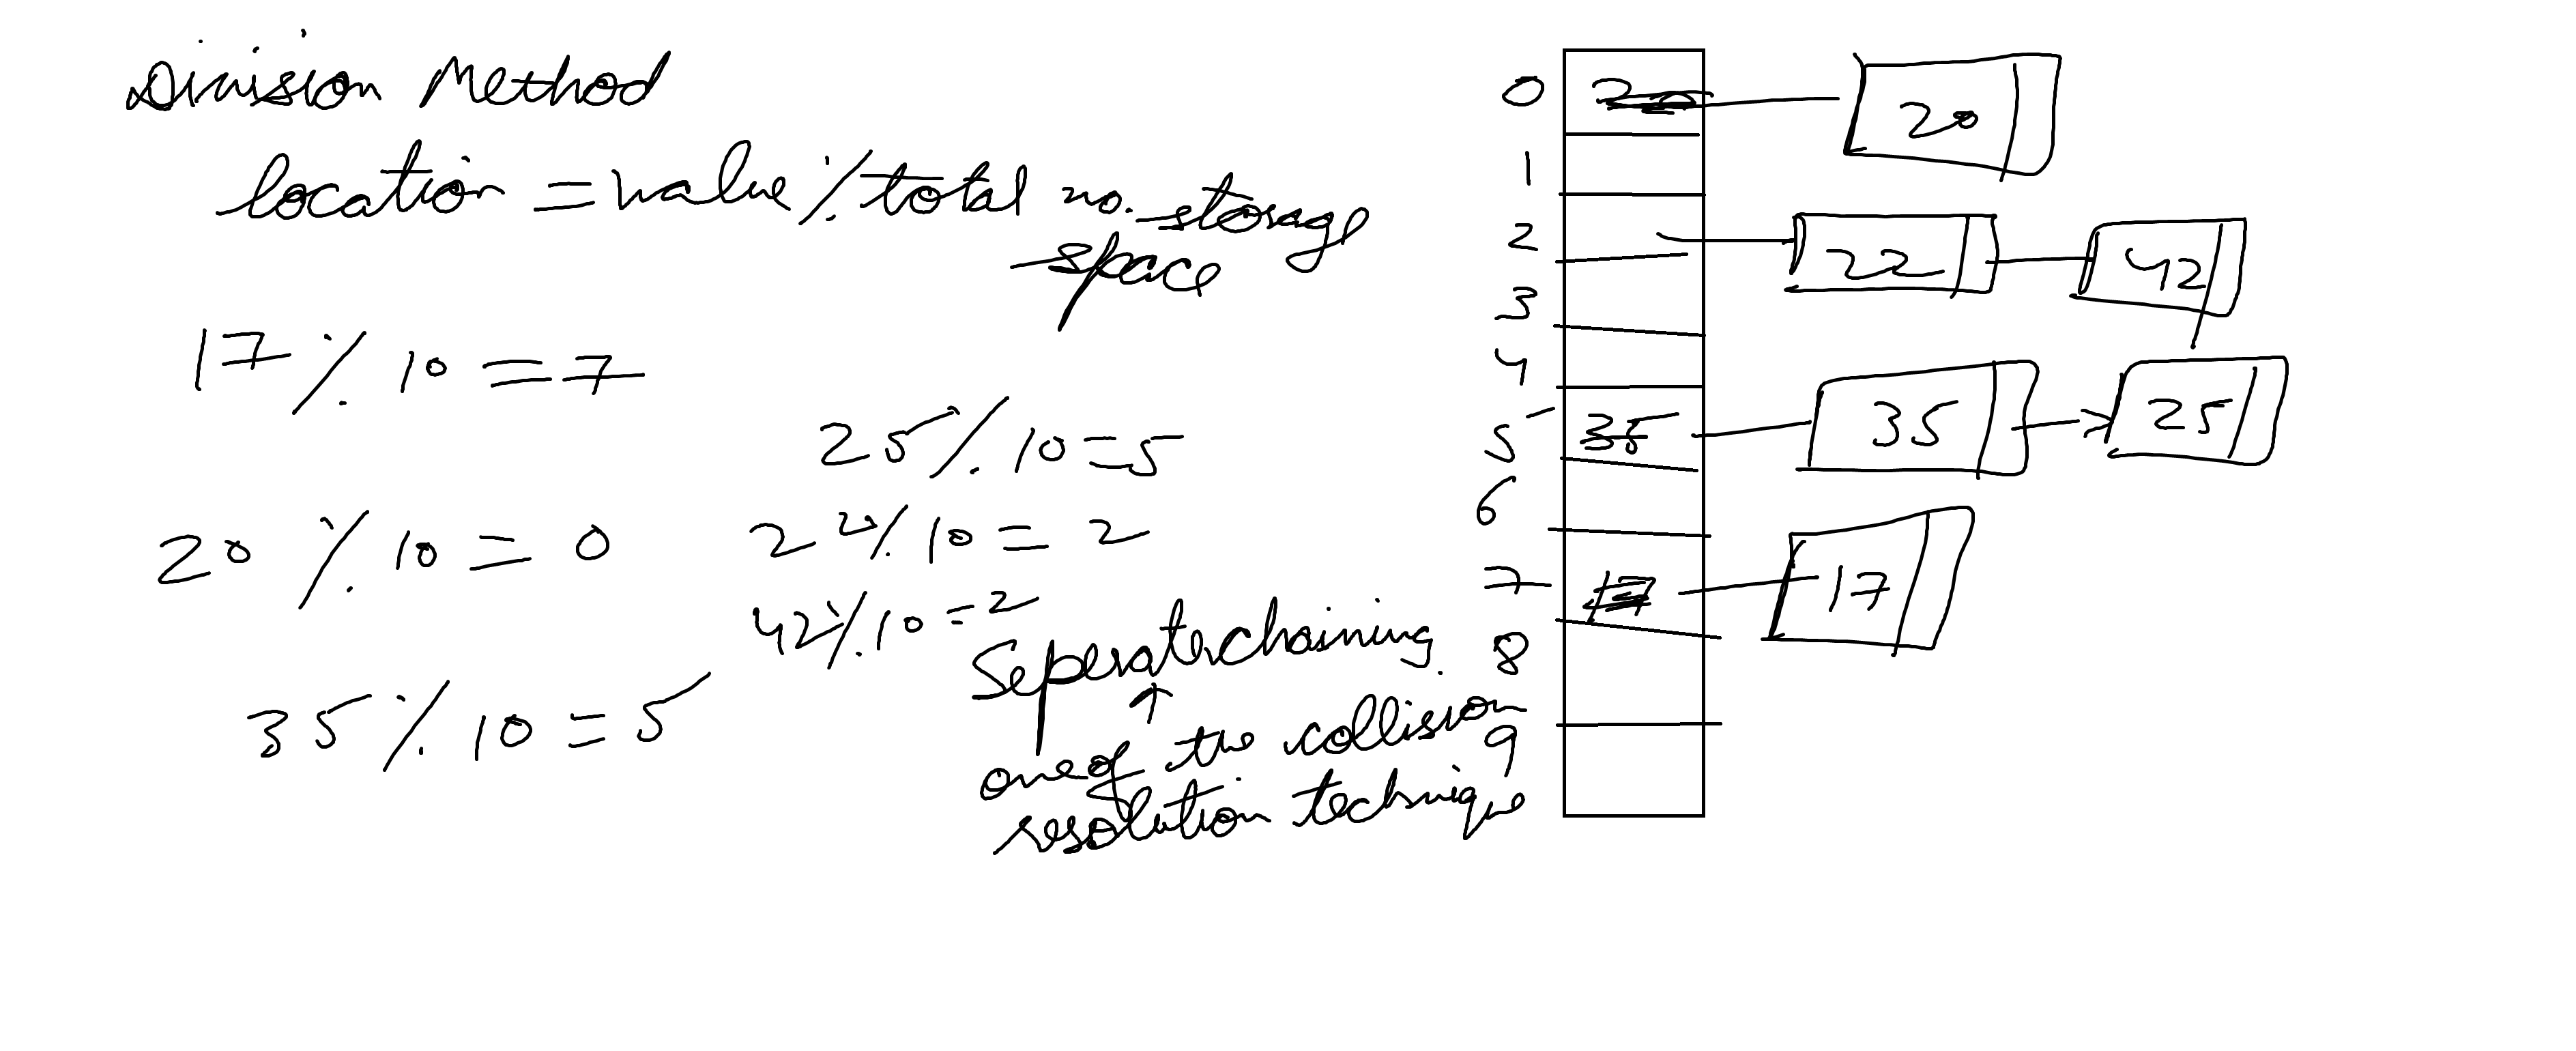 Division Method
location = value % total no. storage
space
17 % 10 = 7
25 % 10 = 5
20 % 10 = 0
22 % 10 = 2
42 % 10 = 2
35 % 10 = 5
Seperate chaining.
↑
one of the collision
resolution technique
0 20 20
1
2 22 42
3
4
5 35 35 25
6
7 17 17
8
9